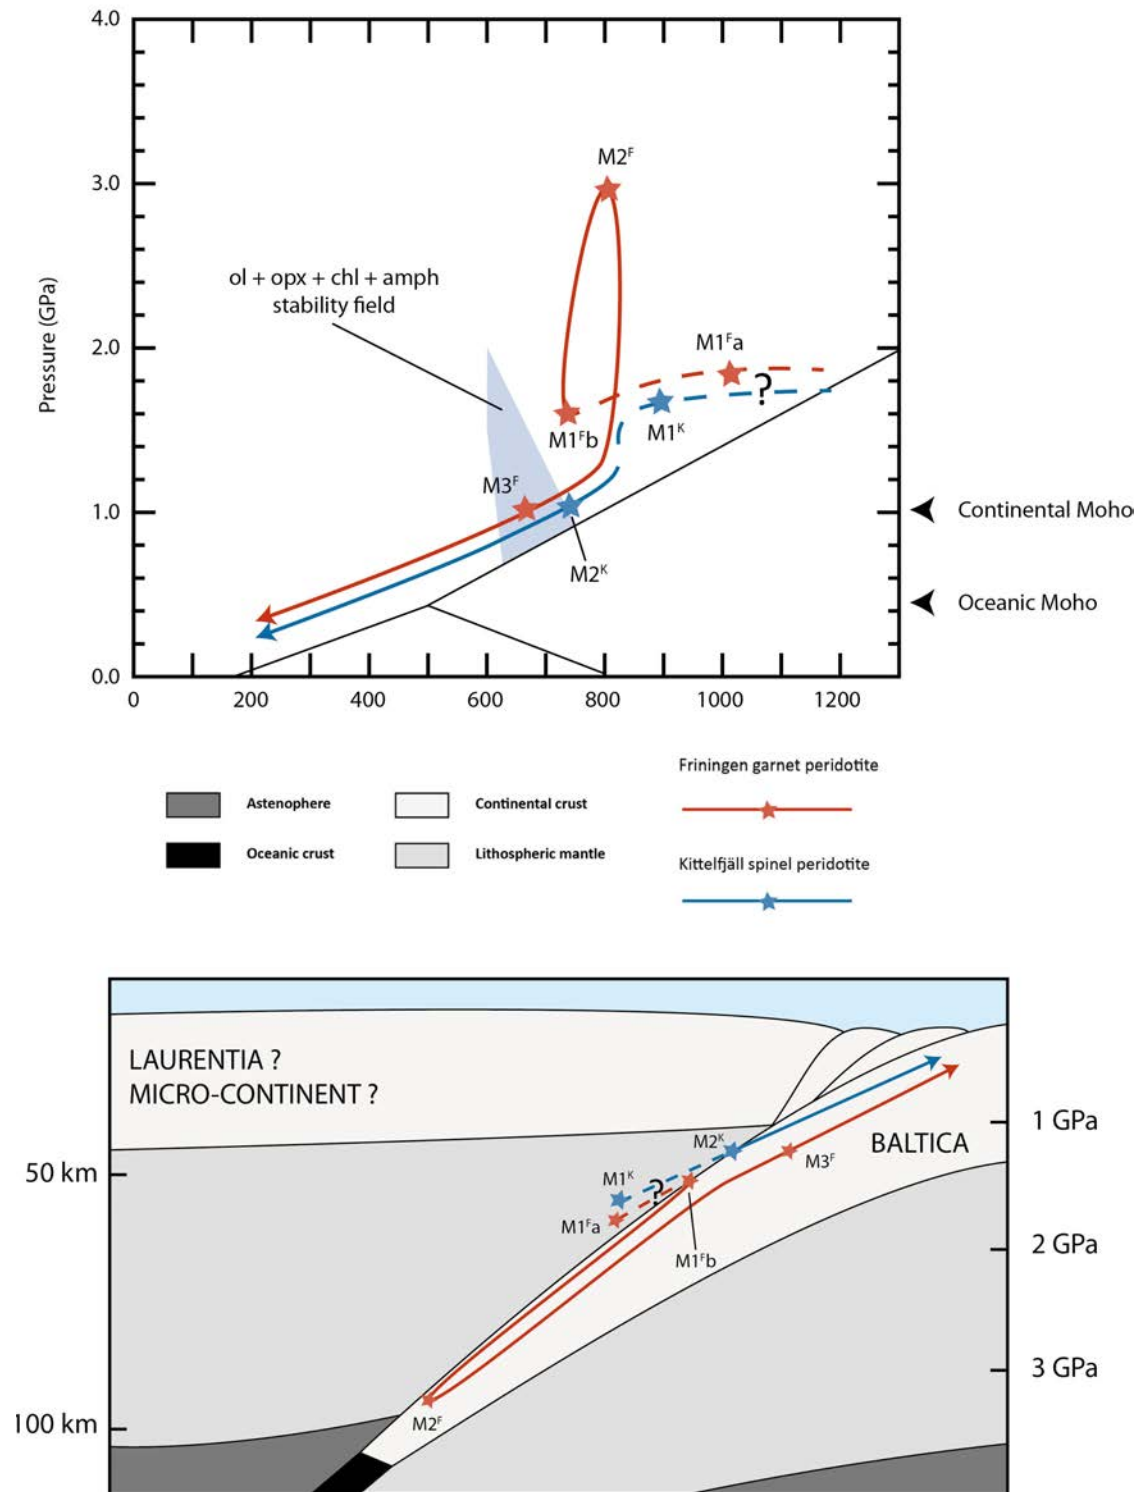 4.0
M2ᶠ
3.0
ol + opx + chl + amph
stability field
Pressure (GPa)
2.0
M1ᶠa
?
M1ᶠb
M1ᴷ
M3ᶠ
1.0
Continental Moho
M2ᴷ
Oceanic Moho
0.0
0 200 400 600 800 1000 1200
Friningen garnet peridotite
Astenophere
Continental crust
Oceanic crust
Lithospheric mantle
Kittelfjäll spinel peridotite
LAURENTIA ?
MICRO-CONTINENT ?
1 GPa
M2ᴷ
BALTICA
M3ᶠ
50 km
M1ᴷ
?
M1ᶠa
M1ᶠb
2 GPa
3 GPa
M2ᶠ
100 km